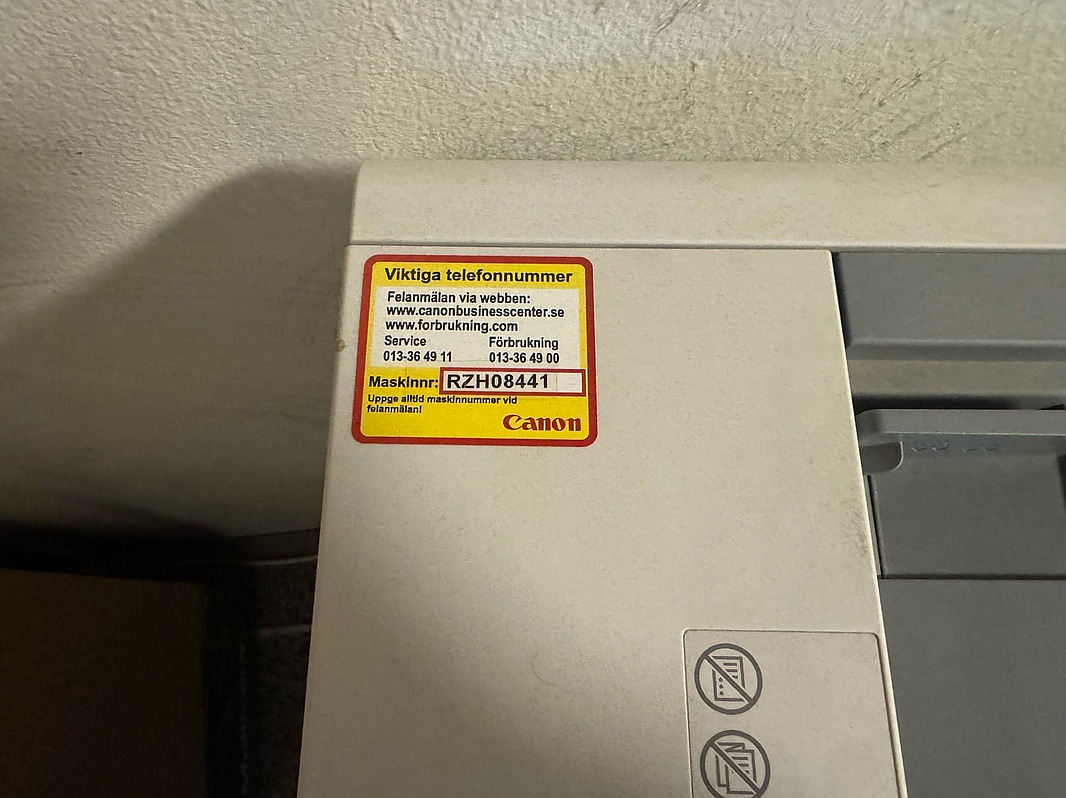 Viktiga telefonnummer
Felanmälan via webben:
www.canonbusinesscenter.se
www.forbrukning.com
Service Förbrukning
013-36 49 11 013-36 49 00
Maskinnr: RZH08441
Uppge alltid maskinnummer vid
felanmälan!
Canon